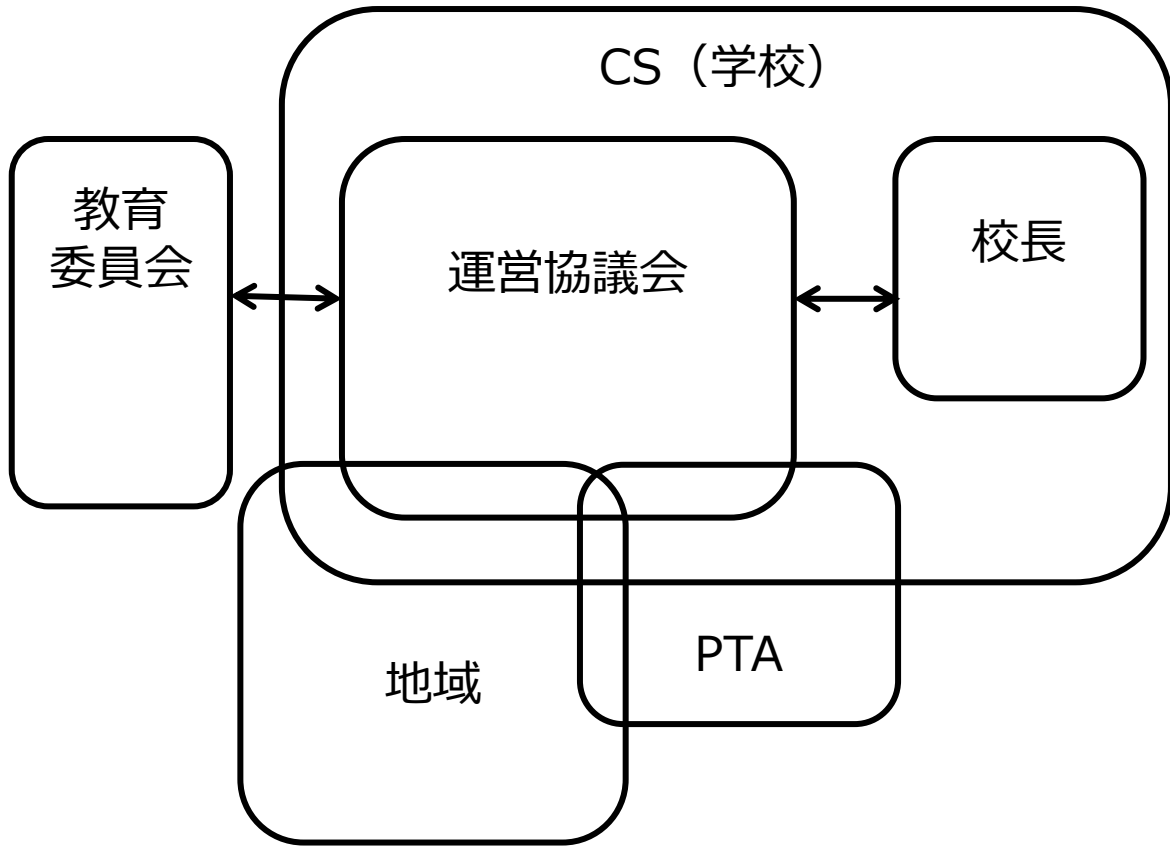 CS（学校）
教育
委員会
運営協議会
校長
地域
PTA